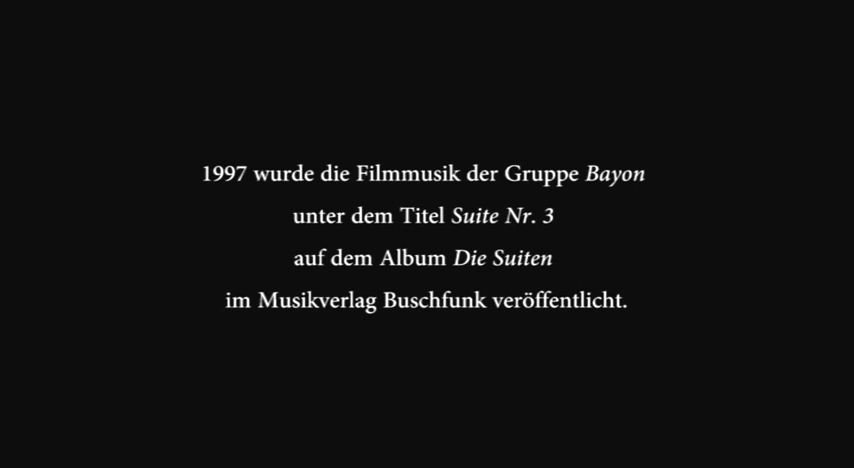 1997 wurde die Filmmusik der Gruppe Bayon
unter dem Titel Suite Nr. 3
auf dem Album Die Suiten
im Musikverlag Buschfunk veröffentlicht.